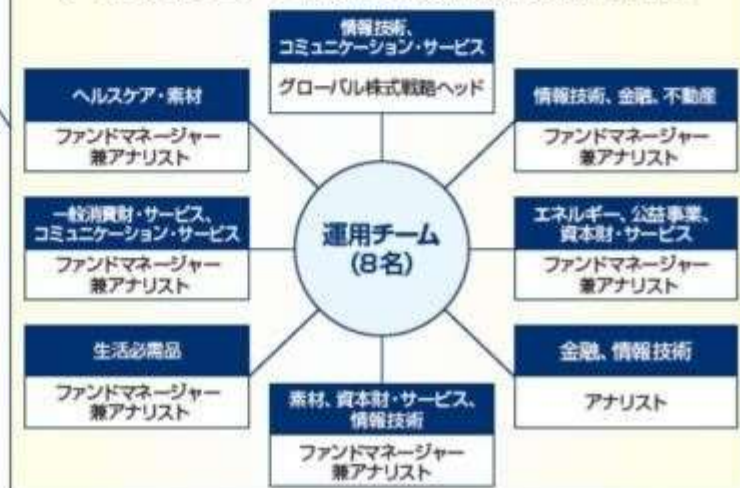 情報技術、
コミュニケーション・サービス
グローバル株式戦略ヘッド
ヘルスケア・素材
ファンドマネージャー
兼アナリスト
情報技術、金融、不動産
ファンドマネージャー
兼アナリスト
一般消費財・サービス、
コミュニケーション・サービス
ファンドマネージャー
兼アナリスト
運用チーム
(8名)
エネルギー、公益事業、
資本財・サービス
ファンドマネージャー
兼アナリスト
生活必需品
ファンドマネージャー
兼アナリスト
素材、資本財・サービス、
情報技術
ファンドマネージャー
兼アナリスト
金融、情報技術
アナリスト